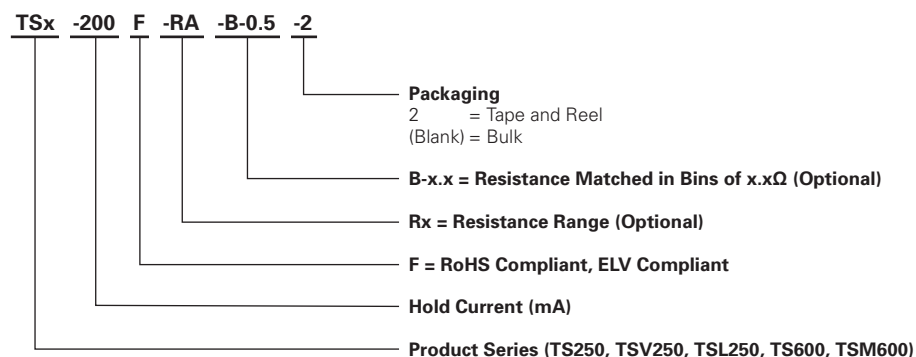 TSx -200 F -RA -B-0.5 -2
Packaging
2 = Tape and Reel
(Blank) = Bulk
B-x.x = Resistance Matched in Bins of x.xΩ (Optional)
Rx = Resistance Range (Optional)
F = RoHS Compliant, ELV Compliant
Hold Current (mA)
Product Series (TS250, TSV250, TSL250, TS600, TSM600)